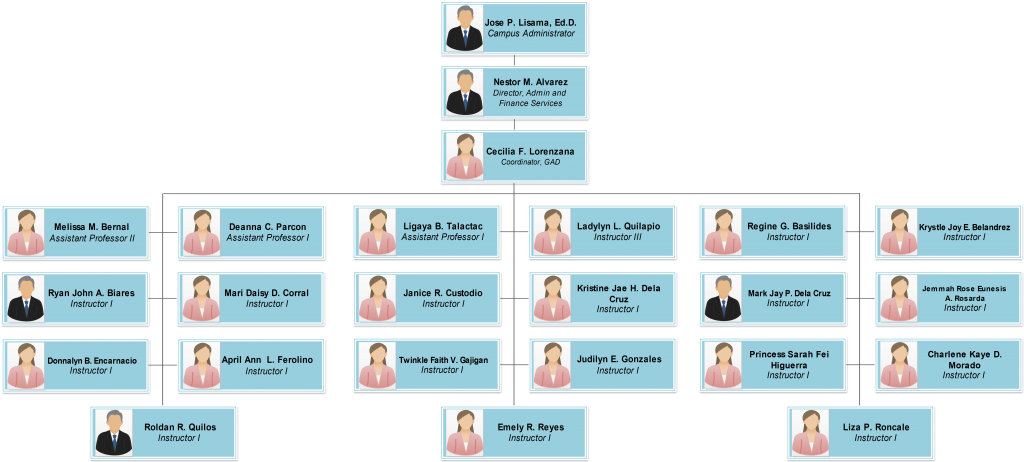 Jose P. Lisama, Ed.D.
Campus Administrator
Nestor M. Alvarez
Director, Admin and
Finance Services
Cecilia F. Lorenzana
Coordinator, GAD
Melissa M. Bernal
Assistant Professor II
Deanna C. Parcon
Assistant Professor I
Ligaya B. Talactac
Assistant Professor I
Ladylyn L. Quilapio
Instructor III
Regine G. Basilides
Instructor I
Krystle Joy E. Belandrez
Instructor I
Ryan John A. Biares
Instructor I
Mari Daisy D. Corral
Instructor I
Janice R. Custodio
Instructor I
Kristine Jae H. Dela
Cruz
Instructor I
Mark Jay P. Dela Cruz
Instructor I
Jemmah Rose Eunesis
A. Rosarda
Instructor I
Donnalyn B. Encarnacio
Instructor I
April Ann L. Ferolino
Instructor I
Twinkle Faith V. Gajigan
Instructor I
Judilyn E. Gonzales
Instructor I
Princess Sarah Fei
Higuerra
Instructor I
Charlene Kaye D.
Morado
Instructor I
Roldan R. Quilos
Instructor I
Emely R. Reyes
Instructor I
Liza P. Roncale
Instructor I